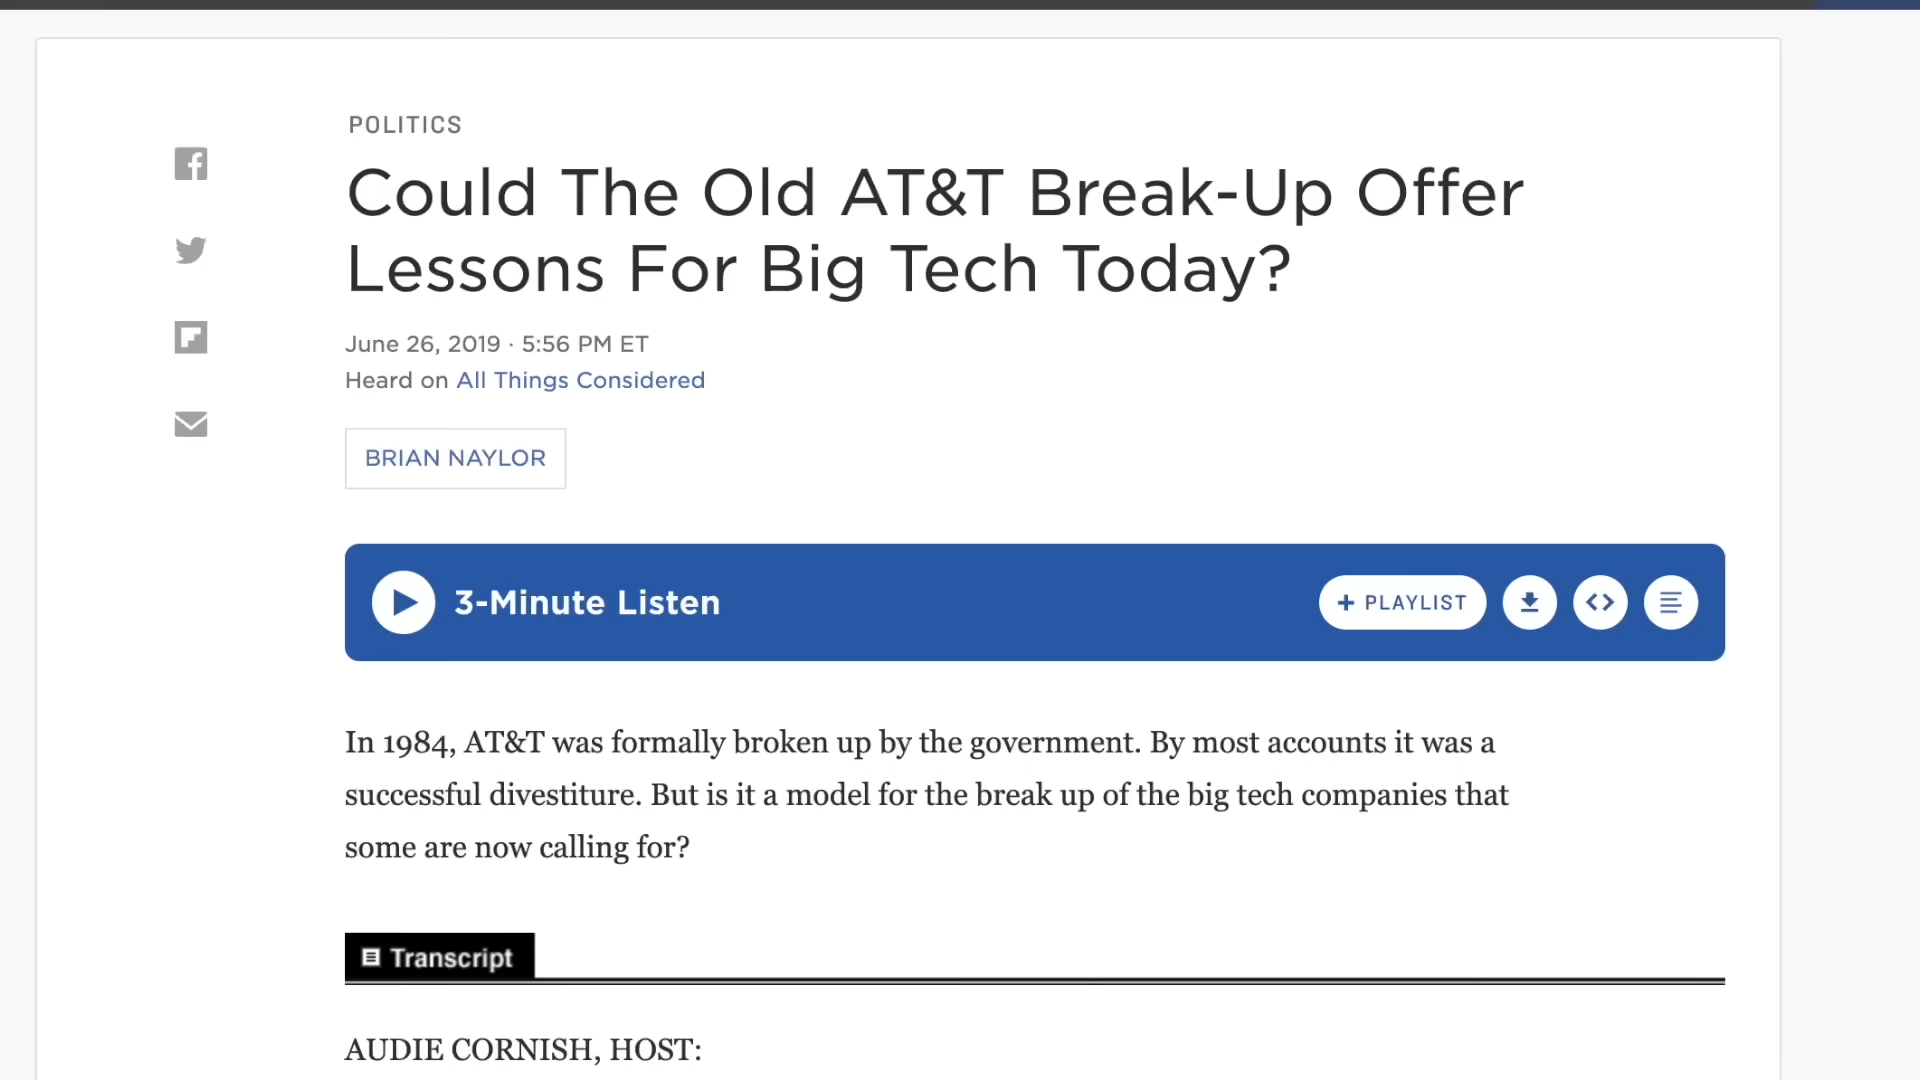 POLITICS
Could The Old AT&T Break-Up Offer
Lessons For Big Tech Today?
June 26, 2019 · 5:56 PM ET
Heard on All Things Considered
BRIAN NAYLOR
3-Minute Listen
+ PLAYLIST
In 1984, AT&T was formally broken up by the government. By most accounts it was a
successful divestiture. But is it a model for the break up of the big tech companies that
some are now calling for?
Transcript
AUDIE CORNISH, HOST: